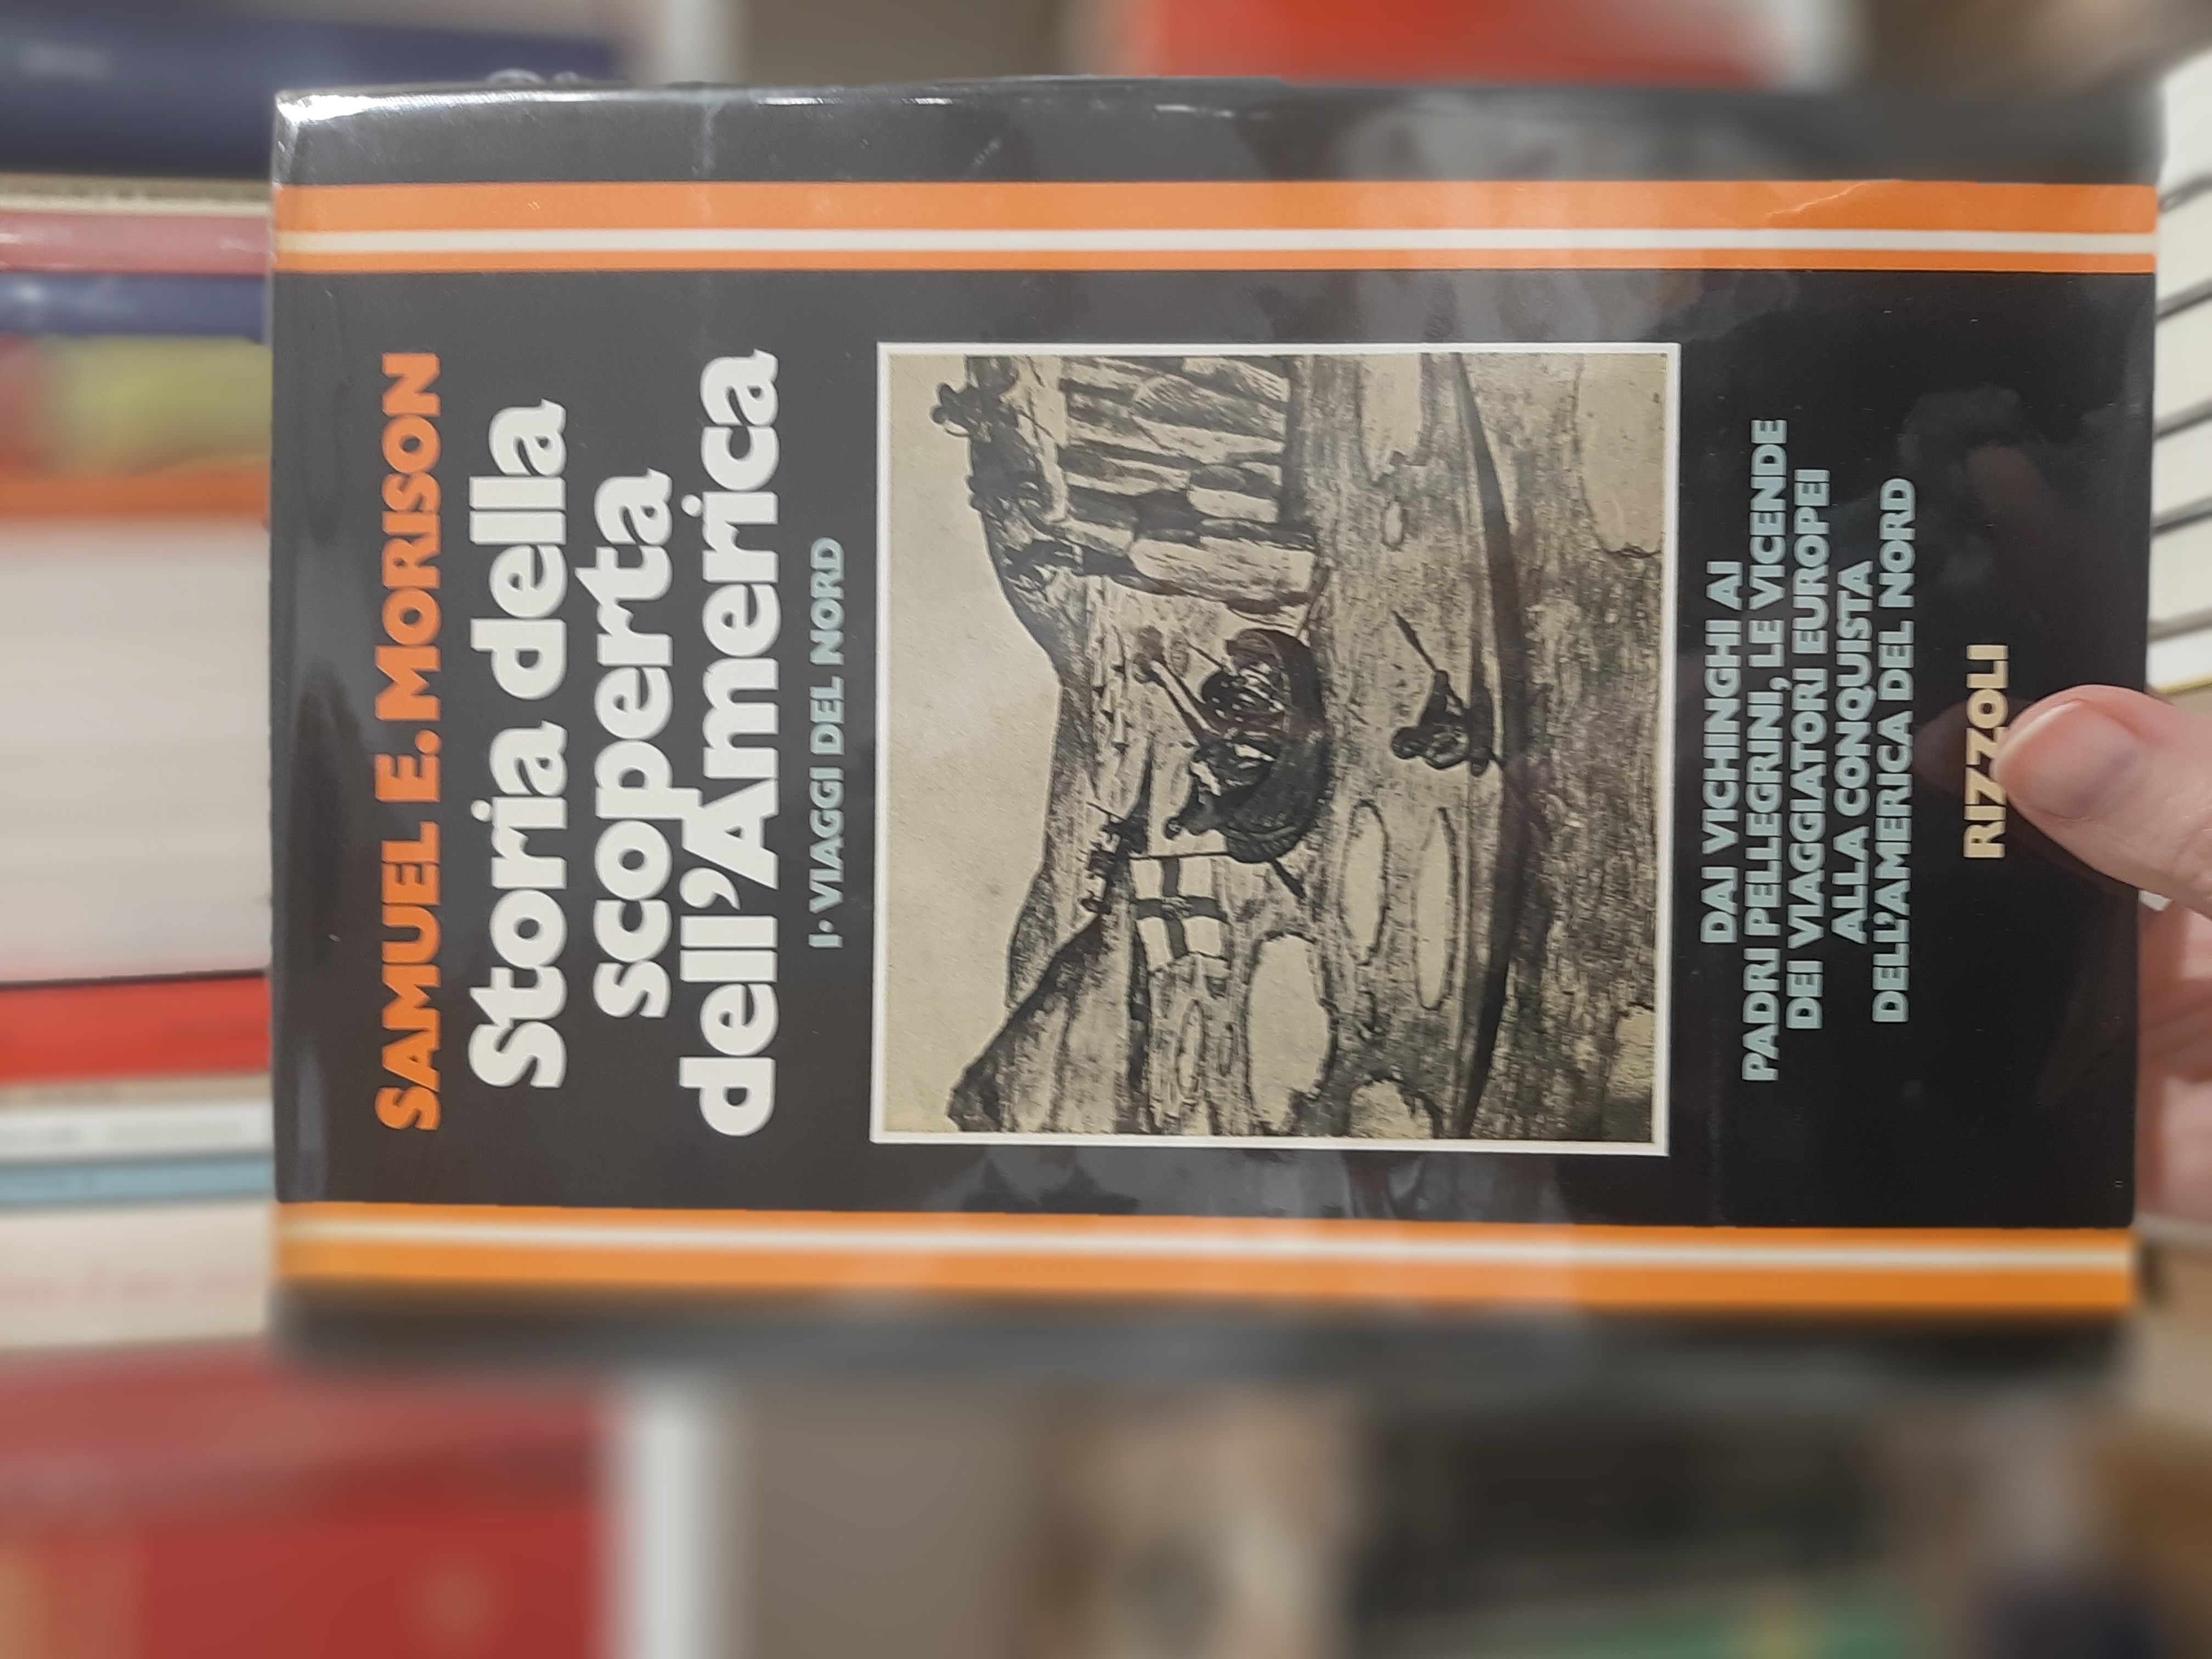 SAMUEL E. MORISON
Storia della
scoperta
dell'America
I • VIAGGI DEL NORD
DAI VICHINGHI AI
PADRI PELLEGRINI, LE VICENDE
DEI VIAGGIATORI EUROPEI
ALLA CONQUISTA
DELL'AMERICA DEL NORD
RIZZOLI